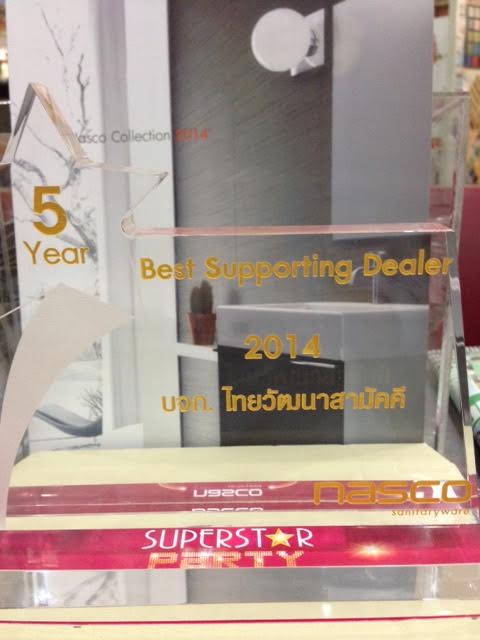 Nasco Collection 2014
5
Year
Best Supporting Dealer
2014
บจก. ไทยวัฒนาสามัคคี
nasco
sanitaryware
SUPERSTAR
PARTY